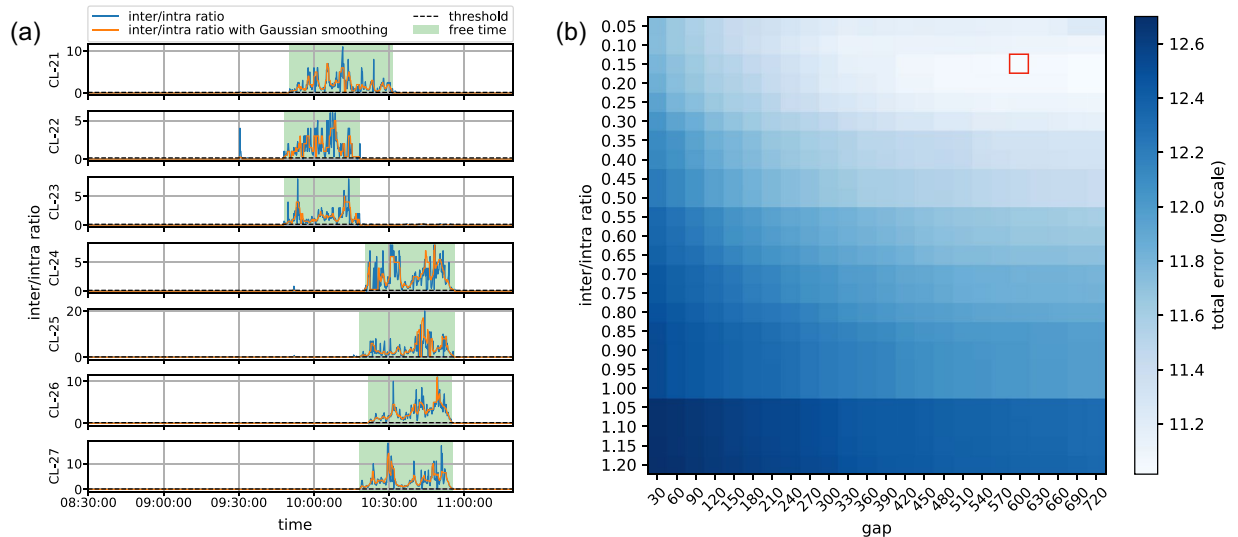 (a)
inter/intra ratio
inter/intra ratio with Gaussian smoothing
threshold
free time
inter/intra ratio
CL-21
10
0
CL-22
5
0
CL-23
5
0
CL-24
5
0
CL-25
20
10
0
CL-26
10
0
CL-27
10
0
08:30:00 09:00:00 09:30:00 10:00:00 10:30:00 11:00:00
time
(b)
inter/intra ratio
0.05
0.10
0.15
0.20
0.25
0.30
0.35
0.40
0.45
0.50
0.55
0.60
0.65
0.70
0.75
0.80
0.85
0.90
1.00
1.05
1.10
1.15
1.20
30 60 90 120 150 180 210 240 270 300 330 360 390 420 450 480 510 540 570 600 630 660 690 720
gap
12.6
12.4
12.2
12.0
11.8
11.6
11.4
11.2
total error (log scale)